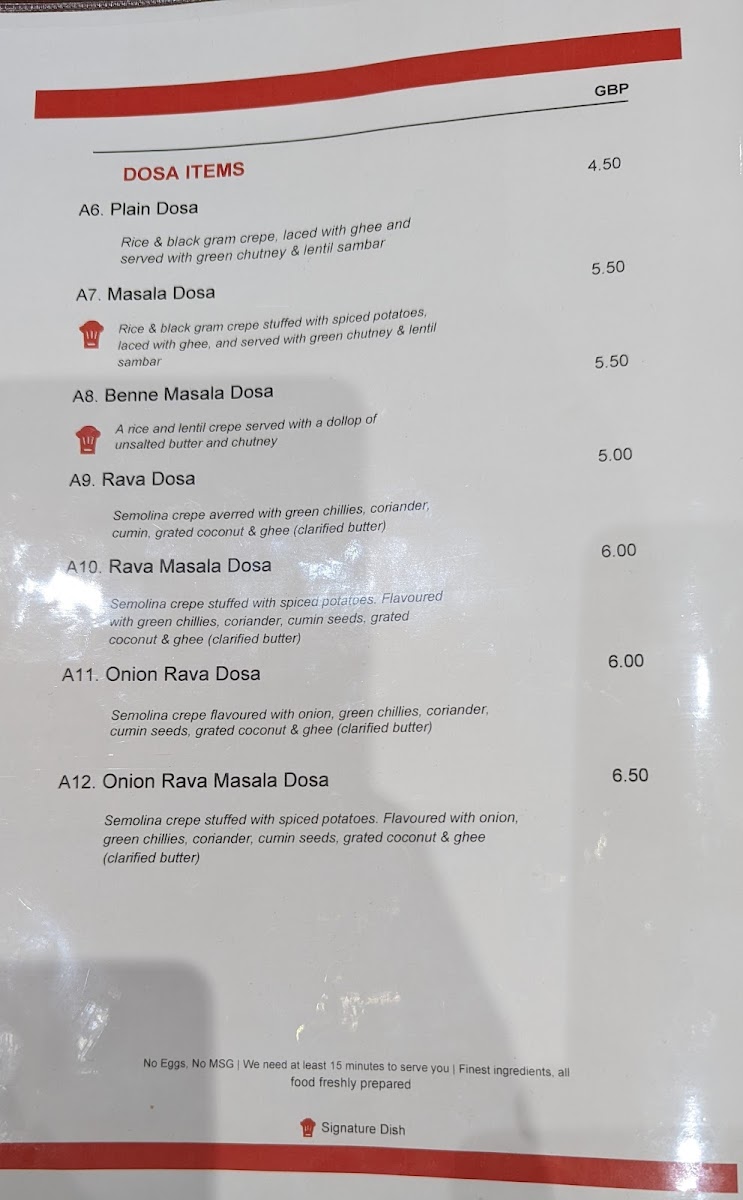 GBP
DOSA ITEMS
4.50
A6. Plain Dosa
Rice & black gram crepe, laced with ghee and
served with green chutney & lentil sambar
5.50
A7. Masala Dosa
Rice & black gram crepe stuffed with spiced potatoes,
laced with ghee, and served with green chutney & lentil
sambar
5.50
A8. Benne Masala Dosa
A rice and lentil crepe served with a dollop of
unsalted butter and chutney
5.00
A9. Rava Dosa
Semolina crepe averred with green chillies, coriander,
cumin, grated coconut & ghee (clarified butter)
6.00
A10. Rava Masala Dosa
Semolina crepe stuffed with spiced potatoes. Flavoured
with green chillies, coriander, cumin seeds, grated
coconut & ghee (clarified butter)
6.00
A11. Onion Rava Dosa
Semolina crepe flavoured with onion, green chillies, coriander,
cumin seeds, grated coconut & ghee (clarified butter)
A12. Onion Rava Masala Dosa 6.50
Semolina crepe stuffed with spiced potatoes. Flavoured with onion,
green chillies, coriander, cumin seeds, grated coconut & ghee
(clarified butter)
No Eggs, No MSG | We need at least 15 minutes to serve you | Finest ingredients, all
food freshly prepared
Signature Dish